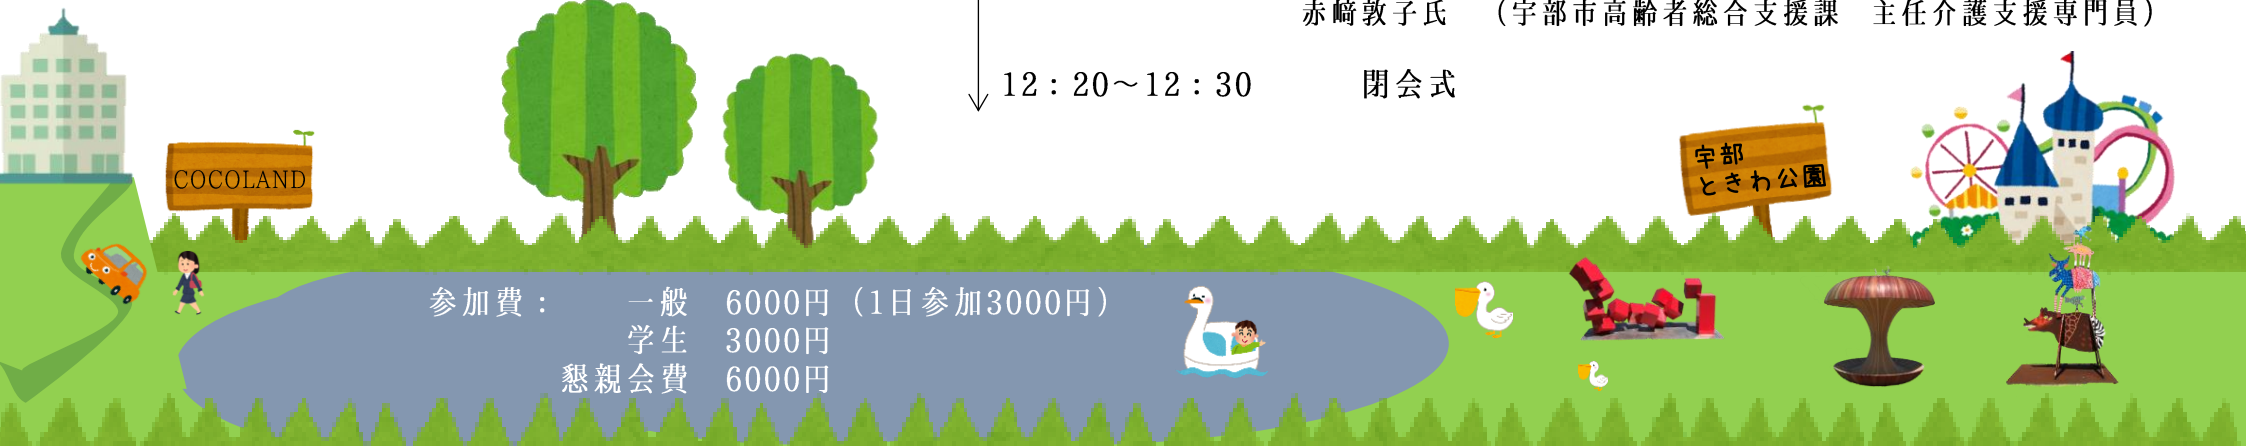 赤﨑敦子氏　（宇部市高齢者総合支援課　主任介護支援専門員）
12：20～12：30　　　閉会式
COCOLAND
宇部
ときわ公園
参加費：　　一般　6000円（1日参加3000円）
学生　3000円
懇親会費　6000円